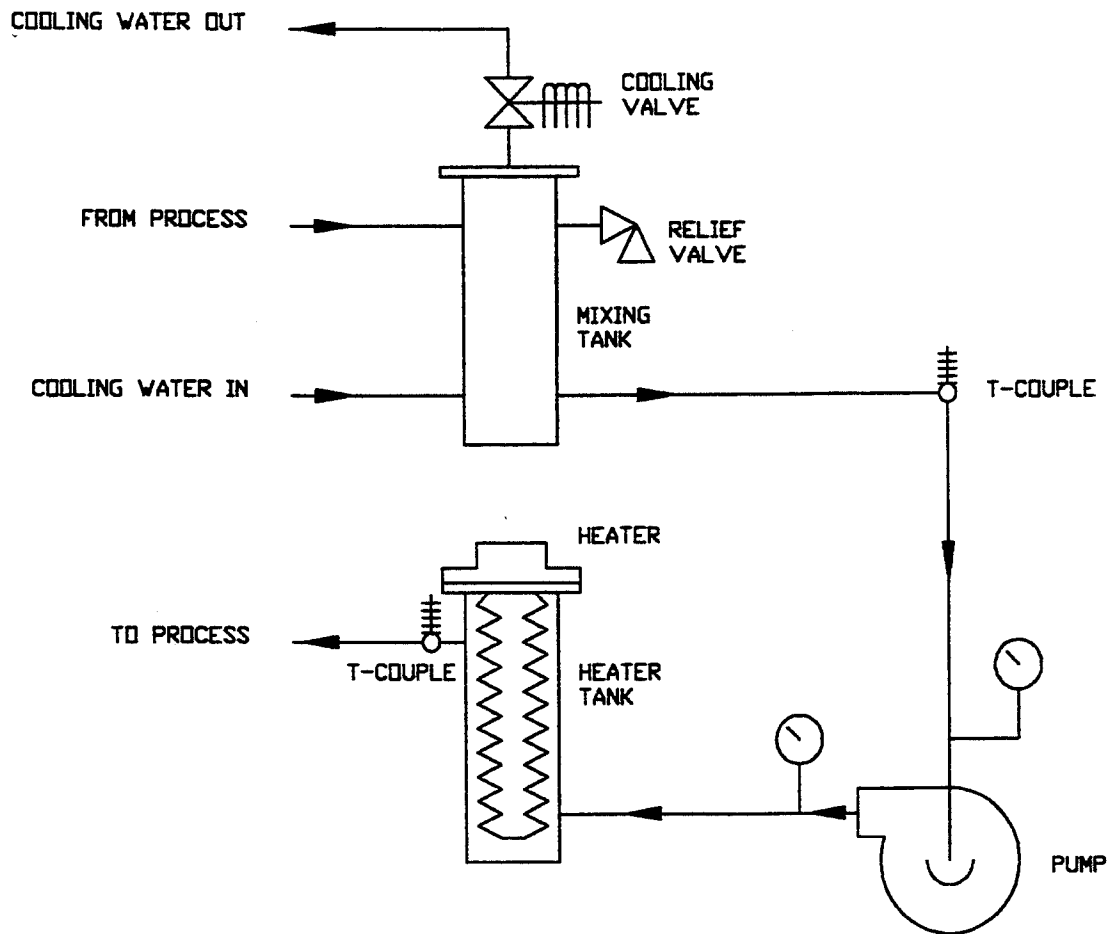 COOLING WATER OUT
COOLING
VALVE
FROM PROCESS
RELIEF
VALVE
MIXING
TANK
COOLING WATER IN
T-COUPLE
HEATER
TO PROCESS
T-COUPLE
HEATER
TANK
PUMP